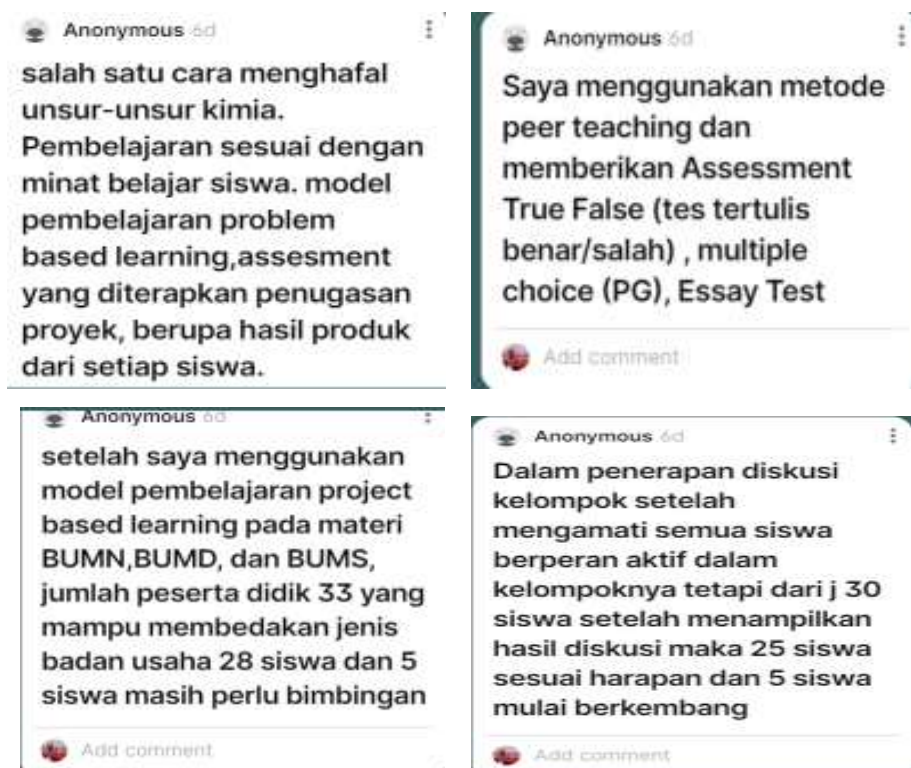 Anonymous 6d
salah satu cara menghafal
unsur-unsur kimia.
Pembelajaran sesuai dengan
minat belajar siswa. model
pembelajaran problem
based learning,assesment
yang diterapkan penugasan
proyek, berupa hasil produk
dari setiap siswa.
Anonymous 6d
Saya menggunakan metode
peer teaching dan
memberikan Assessment
True False (tes tertulis
benar/salah) , multiple
choice (PG), Essay Test
Add comment
Anonymous 6d
setelah saya menggunakan
model pembelajaran project
based learning pada materi
BUMN,BUMD, dan BUMS,
jumlah peserta didik 33 yang
mampu membedakan jenis
badan usaha 28 siswa dan 5
siswa masih perlu bimbingan
Add comment
Anonymous 6d
Dalam penerapan diskusi
kelompok setelah
mengamati semua siswa
berperan aktif dalam
kelompoknya tetapi dari j 30
siswa setelah menampilkan
hasil diskusi maka 25 siswa
sesuai harapan dan 5 siswa
mulai berkembang
Add comment